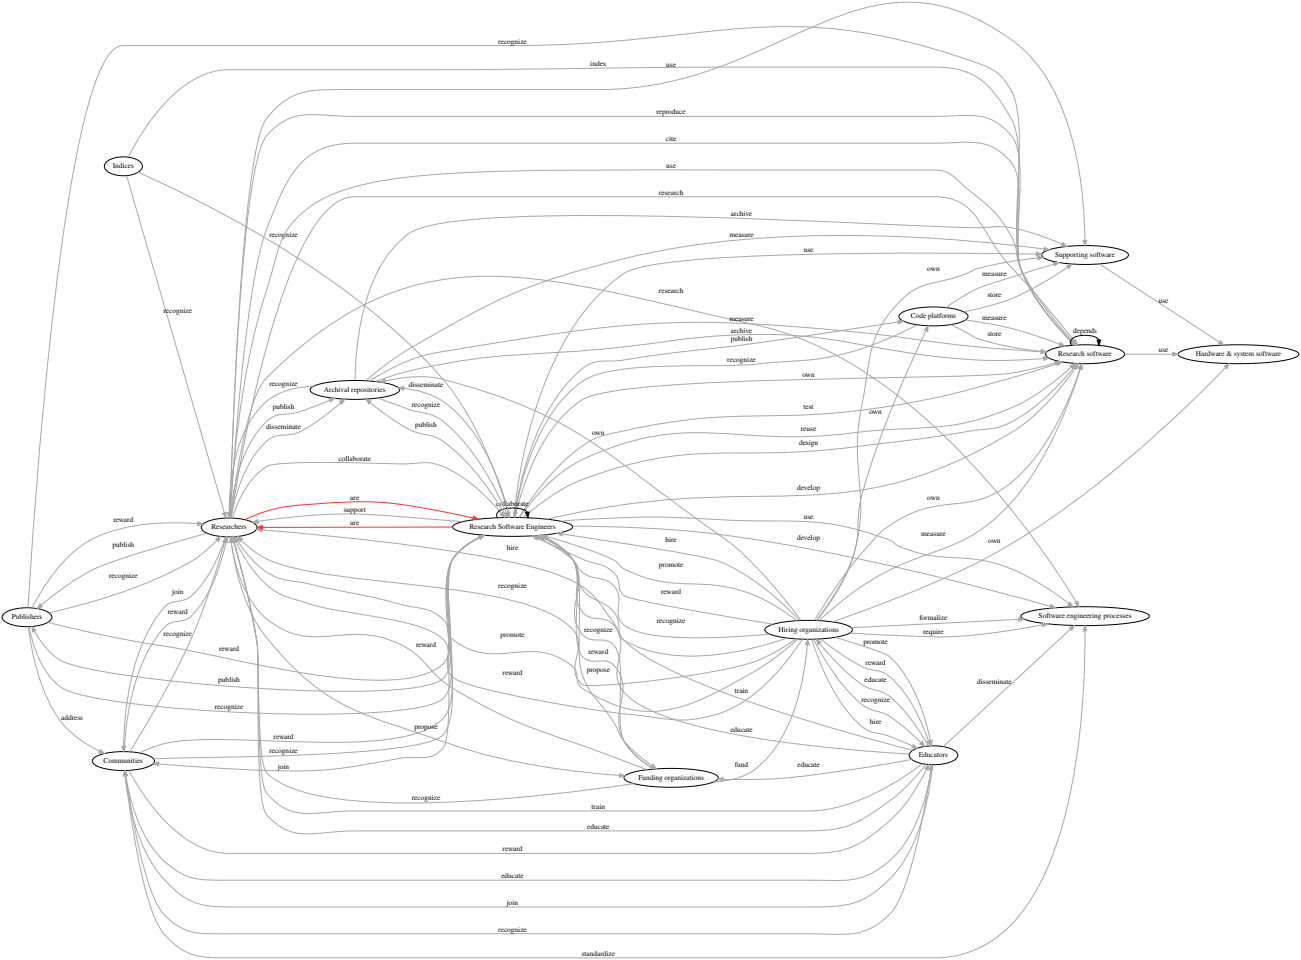 recognize
index
use
reproduce
cite
Indices
use
research
archive
recognize
measure
use
own
Supporting software
measure
research
store
use
recognize
Code platforms
measure
measure
archive
publish
store
depends
recognize
Research software
use
Hardware & system software
own
recognize
Archival repositories
disseminate
publish
recognize
test
own
disseminate
publish
reuse
own
design
collaborate
develop
are
collaborate
own
support
use
reward
Researchers
are
Research Software Engineers
measure
develop
own
publish
hire
hire
promote
recognize
recognize
join
reward
reward
Publishers
recognize
formalize
Software engineering processes
recognize
Hiring organizations
require
recognize
promote
promote
reward
reward
reward
reward
propose
reward
educate
disseminate
publish
train
recognize
recognize
address
propose
educate
hire
reward
recognize
Communities
join
fund
educate
Educators
Funding organizations
recognize
train
educate
reward
educate
join
recognize
standardize